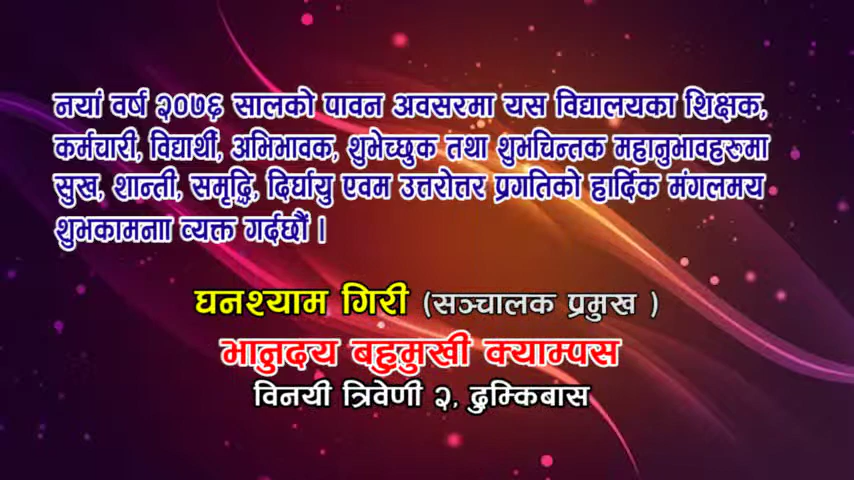 नयां वर्ष २०७६ सालको पावन अवसरमा यस विद्यालयका शिक्षक,
कर्मचारी, विद्यार्थी, अभिभावक, शुभेच्छुक तथा शुभचिन्तक महानुभावहरूमा
सुख, शान्ती, समृद्धि, दिर्घायु एवम उत्तरोत्तर प्रगतिको हार्दिक मंगलमय
शुभकामनाा व्यक्त गर्दछौं ।
घनश्याम गिरी (सञ्चालक प्रमुख )
भानुदय बहुमुखी क्याम्पस
विनयी त्रिवेणी २, दुम्किबास